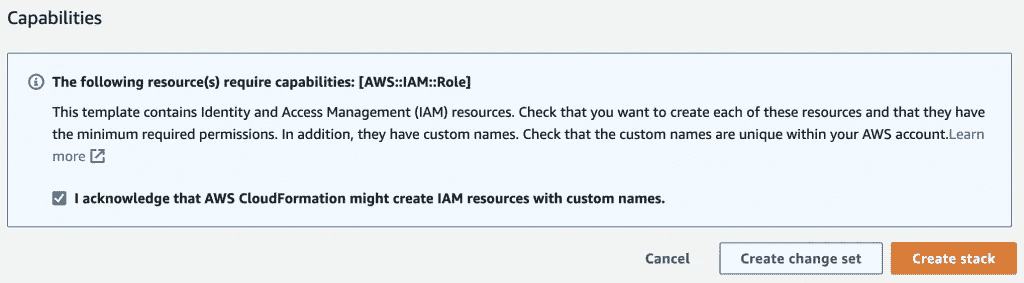 Capabilities
The following resource(s) require capabilities: [AWS::IAM::Role]
This template contains Identity and Access Management (IAM) resources. Check that you want to create each of these resources and that they have
the minimum required permissions. In addition, they have custom names. Check that the custom names are unique within your AWS account.Learn
more
I acknowledge that AWS CloudFormation might create IAM resources with custom names.
Cancel Create change set Create stack